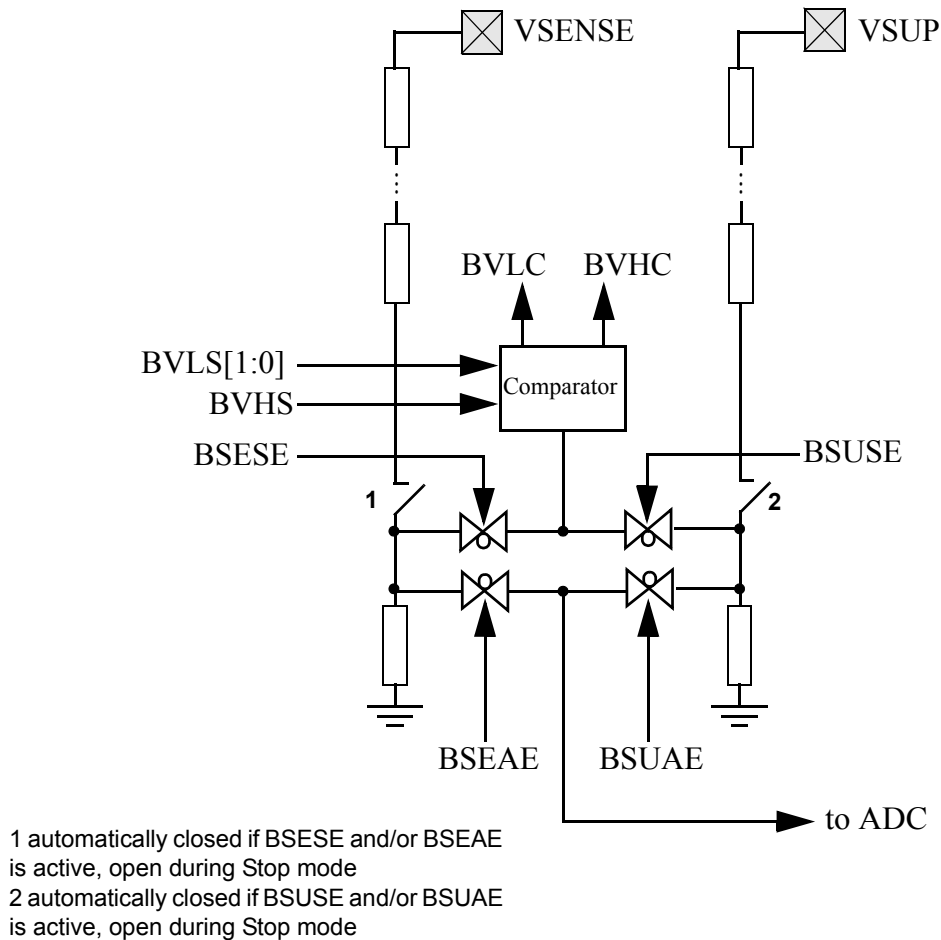 VSENSE
VSUP
BVLC
BVHC
BVLS[1:0]
Comparator
BVHS
BSESE
BSUSE
1
2
BSEAE
BSUAE
to ADC
1 automatically closed if BSESE and/or BSEAE
is active, open during Stop mode
2 automatically closed if BSUSE and/or BSUAE
is active, open during Stop mode